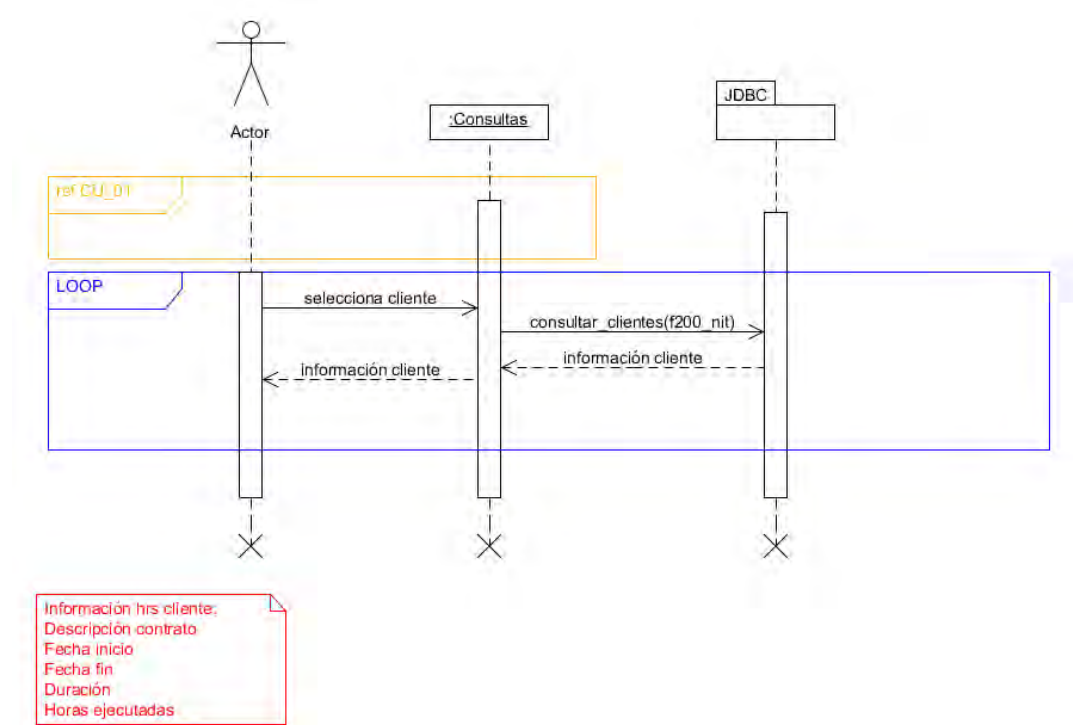 JDBC
:Consultas
Actor
ref CU_01
LOOP
selecciona cliente
consultar_clientes(f200_nit)
información cliente
información cliente
Información hrs cliente:
Descripción contrato
Fecha inicio
Fecha fin
Duración
Horas ejecutadas